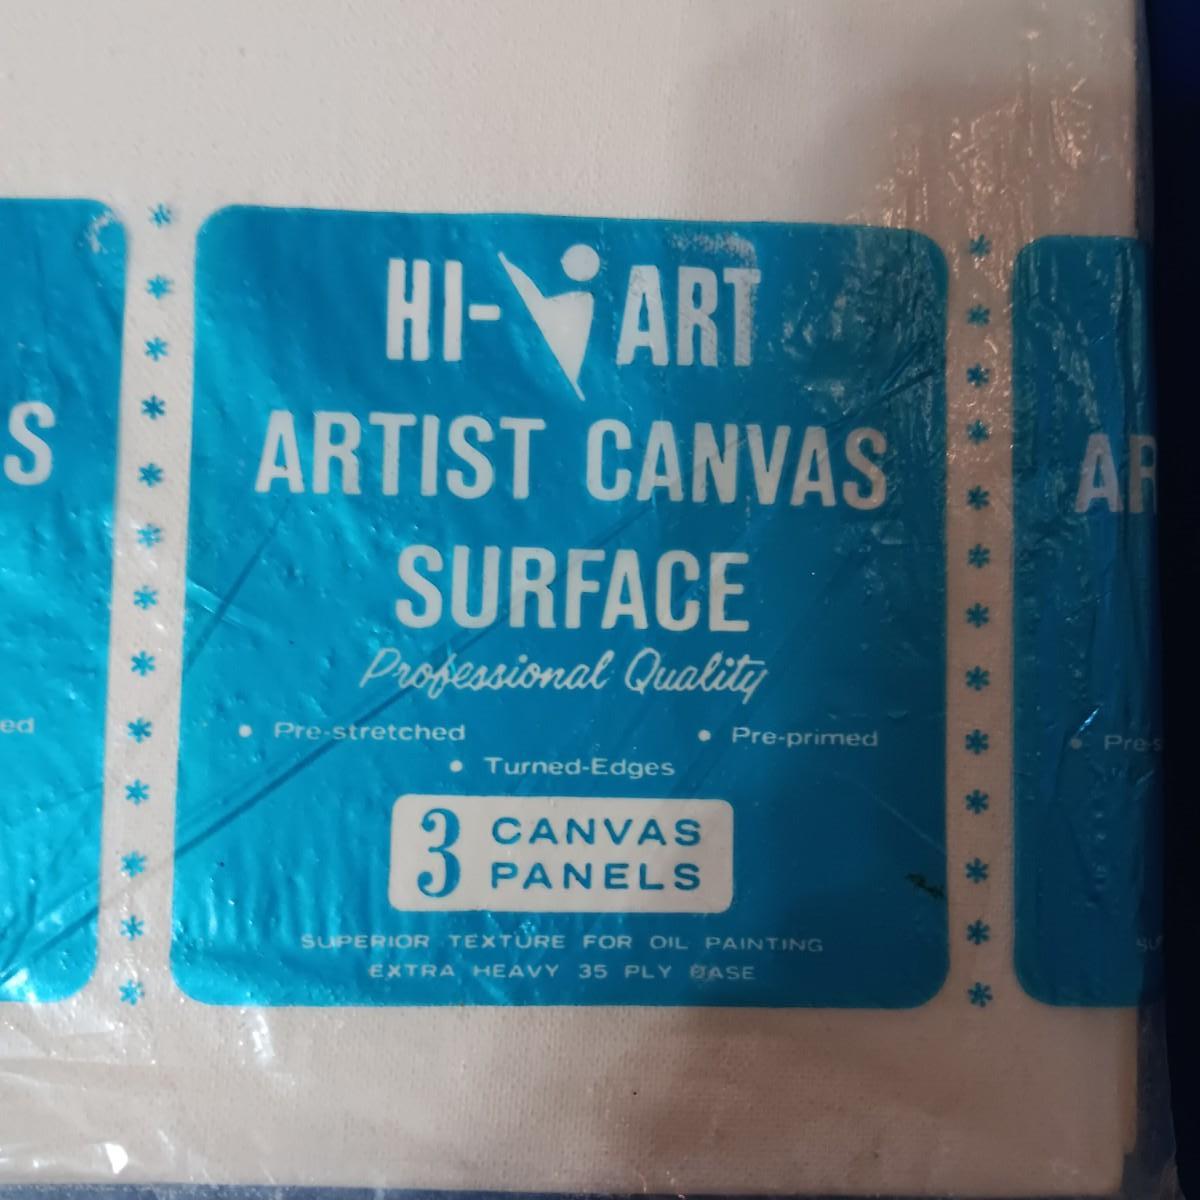 HI-ART
ARTIST CANVAS
SURFACE
Professional Quality
• Pre-stretched • Pre-primed
• Turned-Edges
3 CANVAS
PANELS
SUPERIOR TEXTURE FOR OIL PAINTING
EXTRA HEAVY 35 PLY BASE